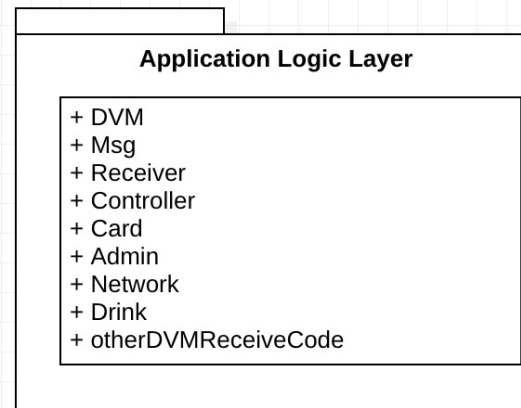 Application Logic Layer
+ DVM
+ Msg
+ Receiver
+ Controller
+ Card
+ Admin
+ Network
+ Drink
+ otherDVMReceiveCode